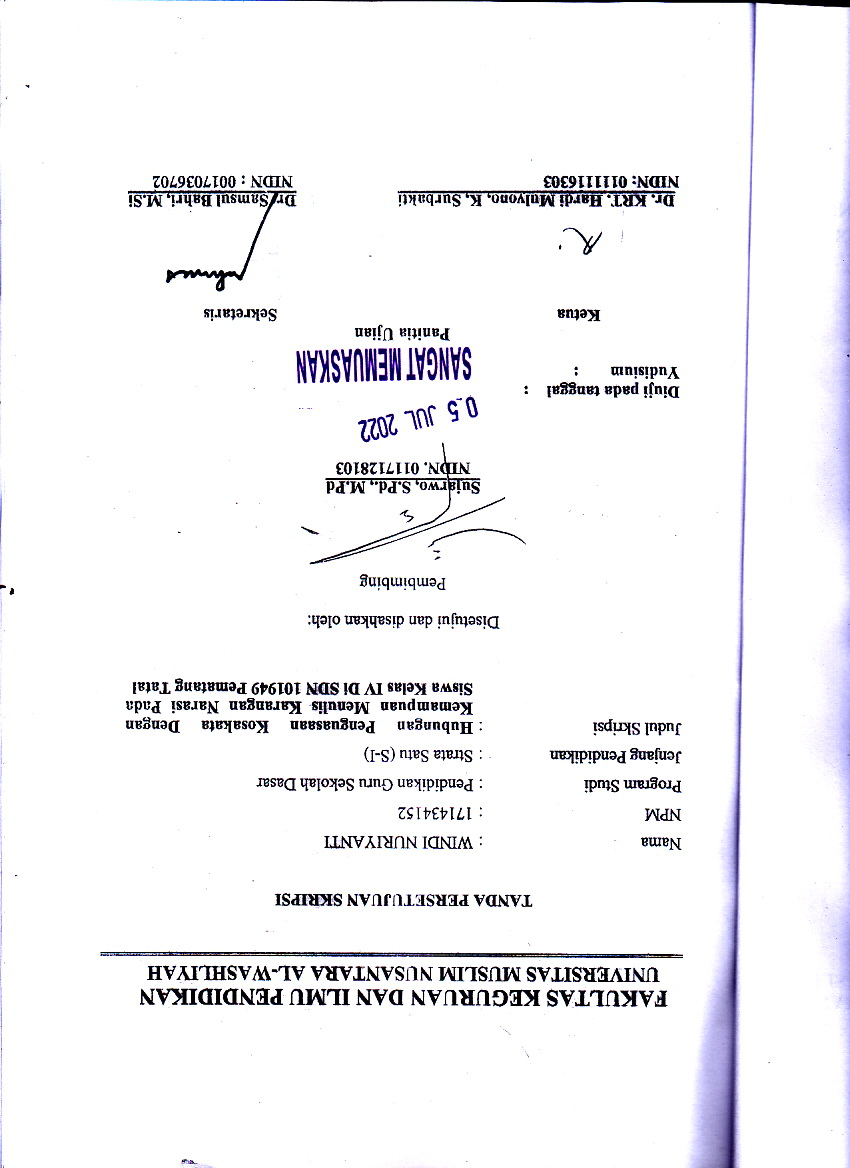 FAKULTAS KEGURUAN DAN ILMU PENDIDIKAN
UNIVERSITAS MUSLIM NUSANTARA AL-WASHLIYAH
TANDA PERSETUJUAN SKRIPSI
Nama : WINDI NURIYANTI
NPM : 171434152
Program Studi : Pendidikan Guru Sekolah Dasar
Jenjang Pendidikan : Strata Satu (S-I)
Judul Skripsi : Hubungan Penguasaan Kosakata Dengan
Kemampuan Menulis Karangan Narasi Pada
Siswa Kelas IV Di SDN 101949 Pematang Tatal
Disetujui dan disahkan oleh:
Pembimbing
Sujarwo, S.Pd., M.Pd
NIDN. 0117128103
Diuji pada tanggal : 05 JUL 2022
Yudisium : SANGAT MEMUASKAN
Panitia Ujian
Ketua Sekretaris
Dr. KRT. Hardi Mulyono, K, Surbakti Dr. Samsul Bahri, M.Si
NIDN: 0111116303 NIDN : 0017036702